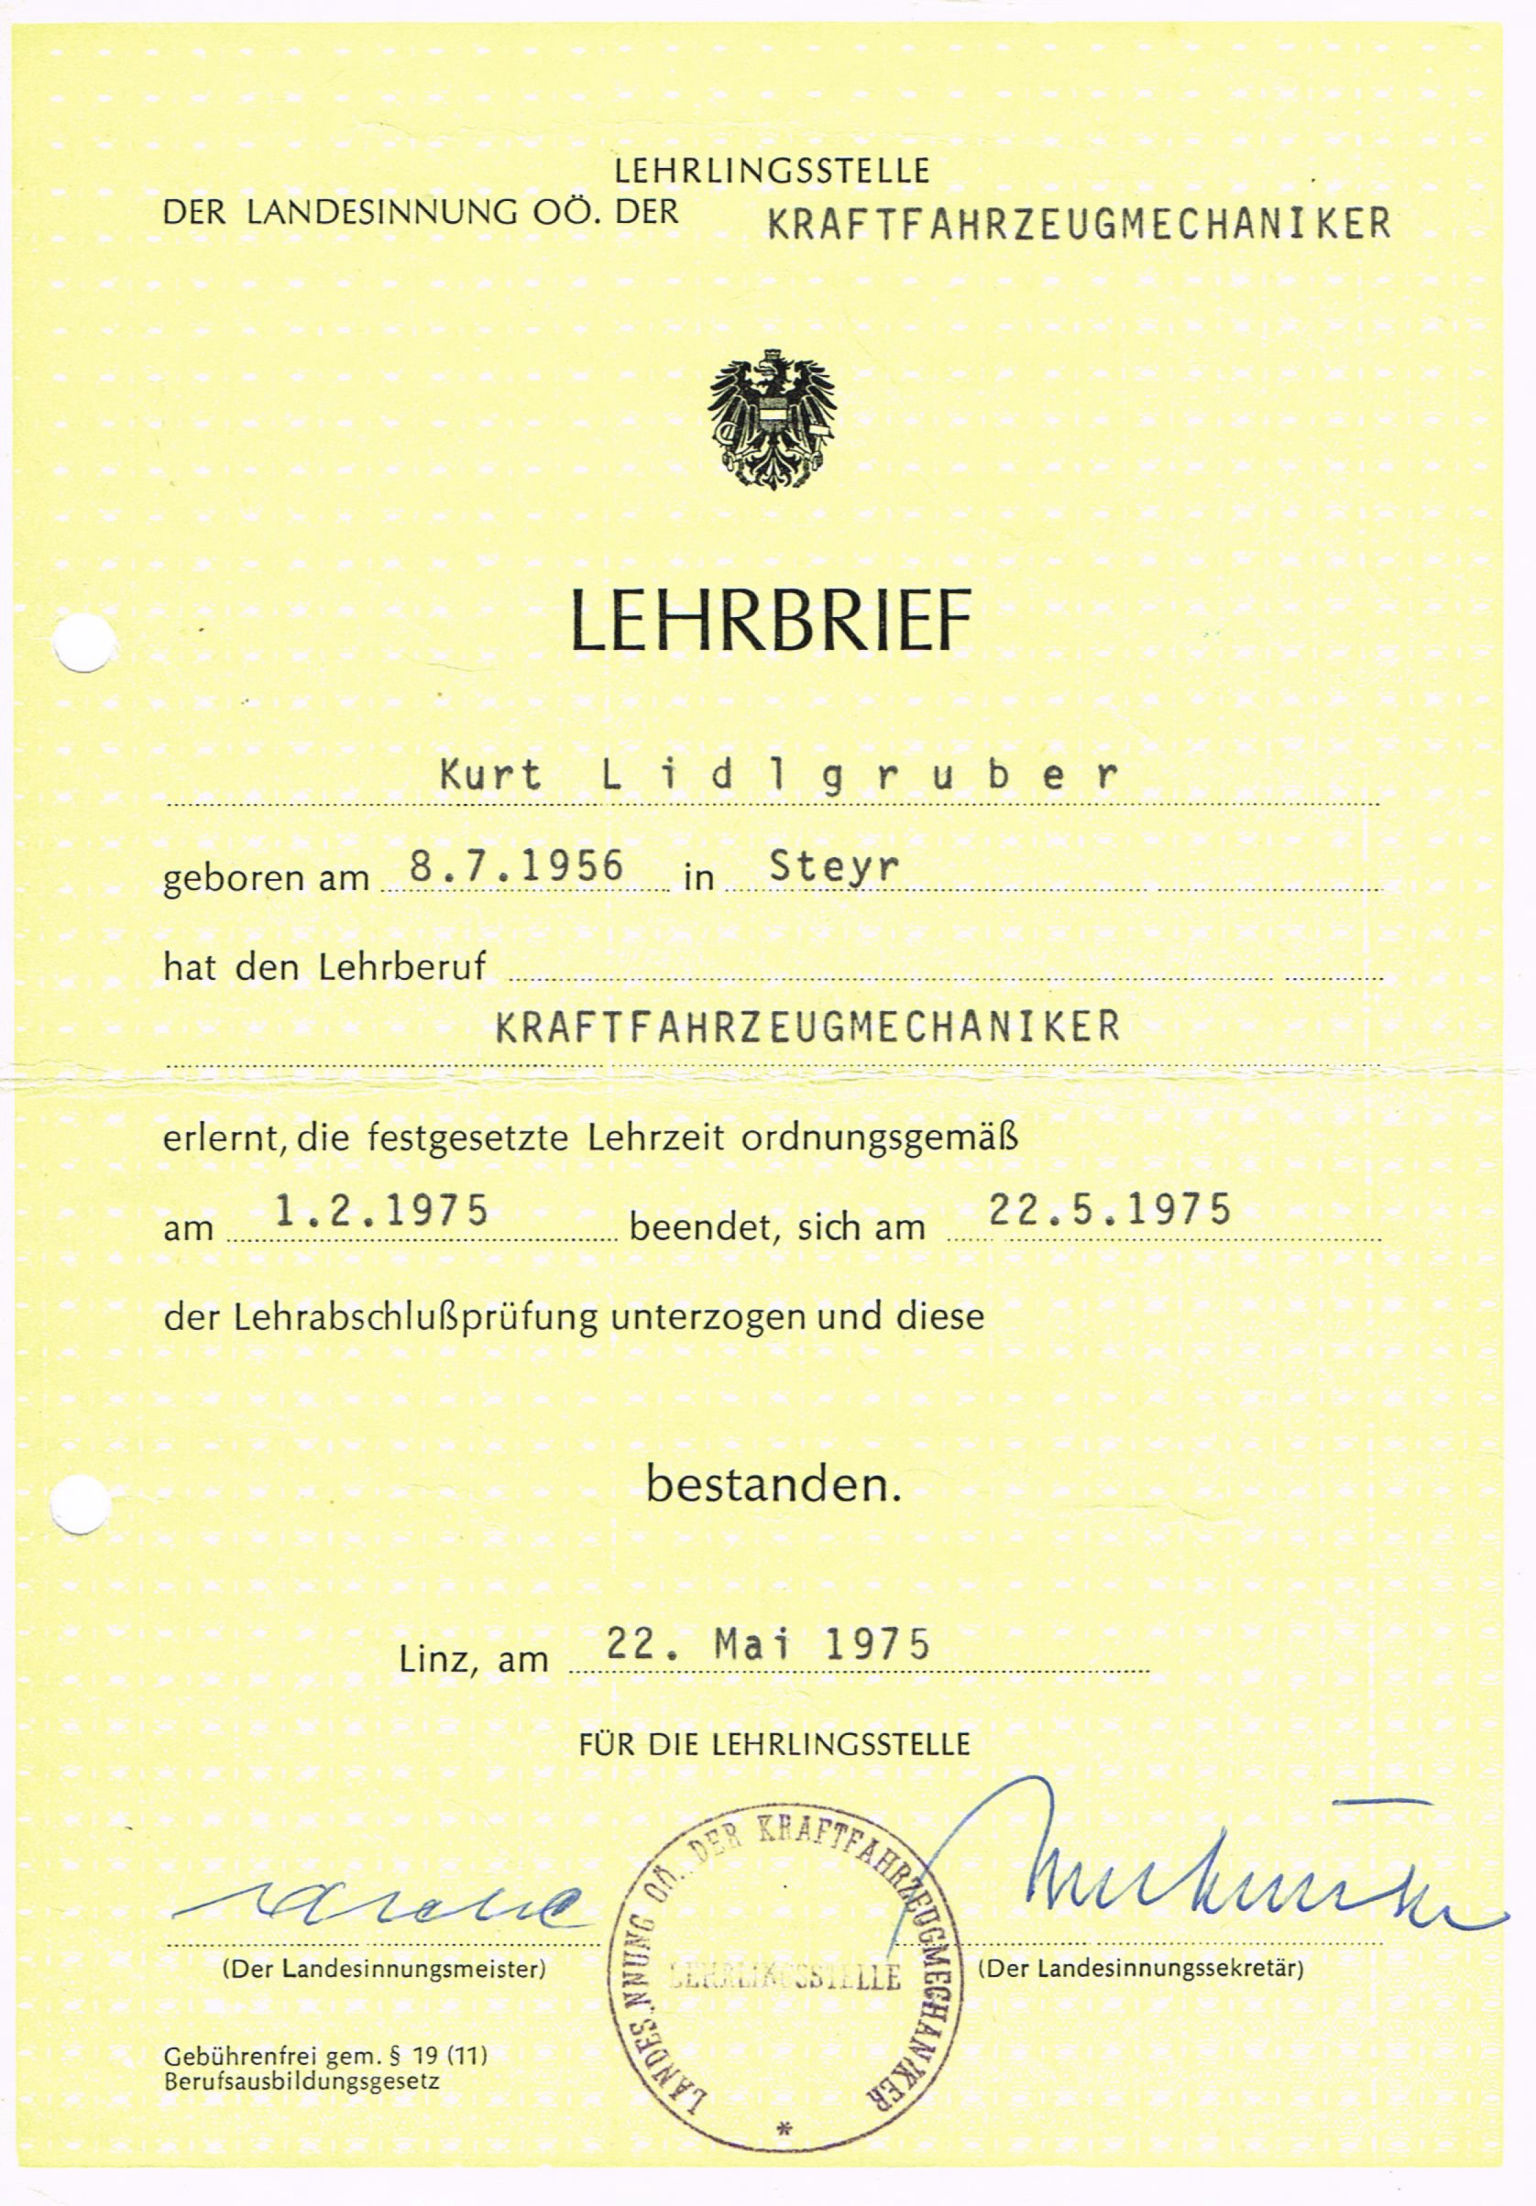 LEHRLINGSSTELLE
DER LANDESINNUNG OÖ. DER KRAFTFAHRZEUGMECHANIKER
LEHRBRIEF
Kurt Lidlgruber
geboren am 8.7.1956 in Steyr
hat den Lehrberuf
KRAFTFAHRZEUGMECHANIKER
erlernt, die festgesetzte Lehrzeit ordnungsgemäß
am 1.2.1975 beendet, sich am 22.5.1975
der Lehrabschlußprüfung unterzogen und diese
bestanden.
Linz, am 22. Mai 1975
FÜR DIE LEHRLINGSSTELLE
LANDESINNUNG OÖ. DER KRAFTFAHRZEUGMECHANIKER
LEHRLINGSSTELLE
*
(Der Landesinnungsmeister) (Der Landesinnungssekretär)
Gebührenfrei gem. § 19 (11)
Berufsausbildungsgesetz